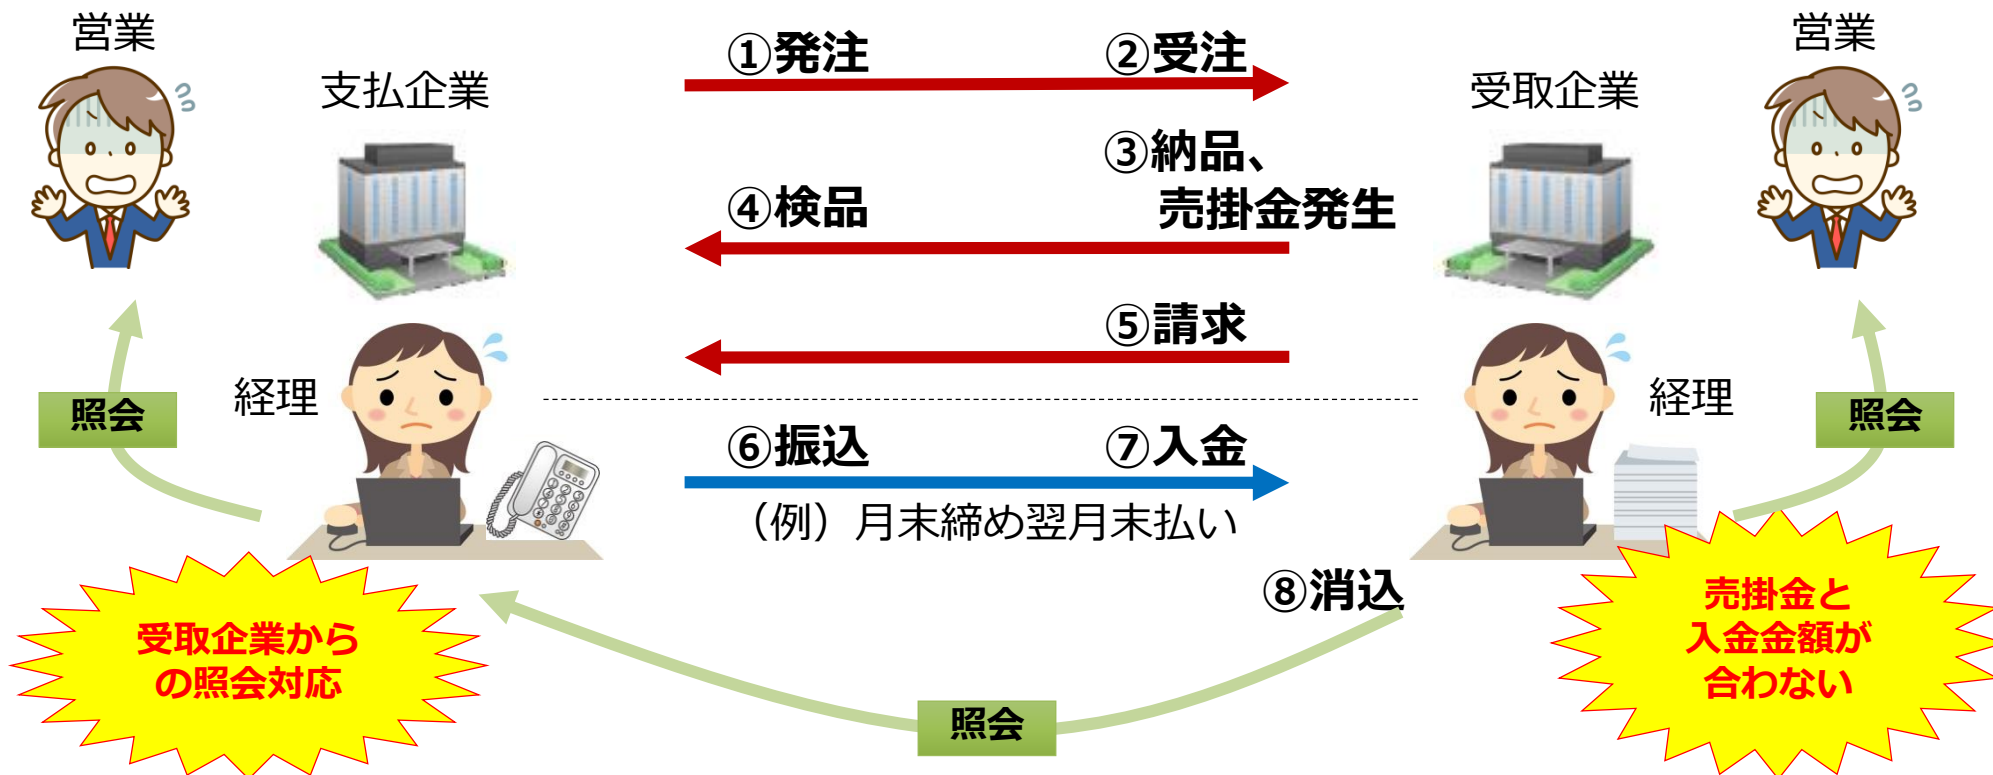 営業
支払企業
①発注
②受注
受取企業
営業
③納品、
売掛金発生
④検品
⑤請求
経理
照会
⑥振込
⑦入金
（例）月末締め翌月末払い
経理
照会
⑧消込
受取企業から
の照会対応
照会
売掛金と
入金金額が
合わない